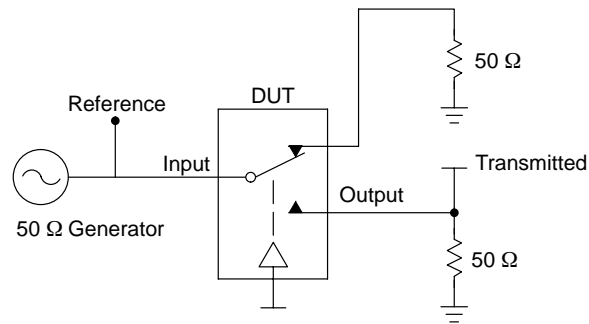 50 Ω
Reference
DUT
Input
Transmitted
Output
50 Ω Generator
50 Ω